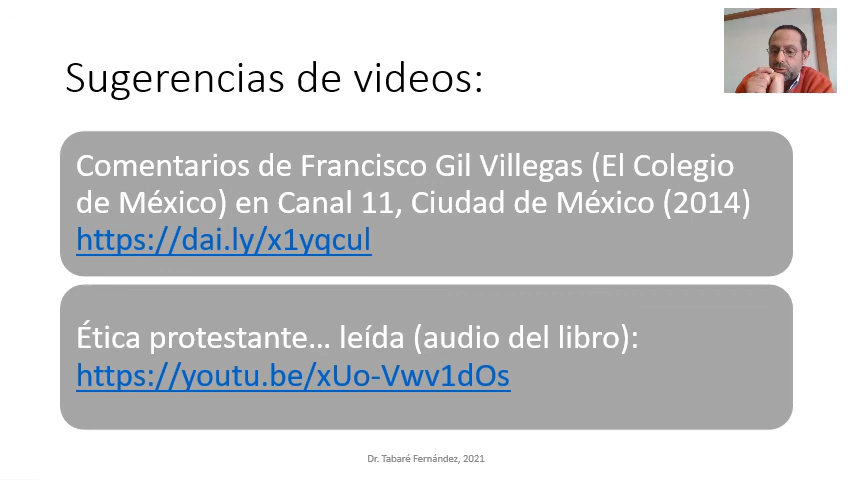 Sugerencias de videos:
Comentarios de Francisco Gil Villegas (El Colegio
de México) en Canal 11, Ciudad de México (2014)
https://dai.ly/x1yqcul
Ética protestante... leída (audio del libro):
https://youtu.be/xUo-Vwv1dOs
Dr. Tabaré Fernández, 2021